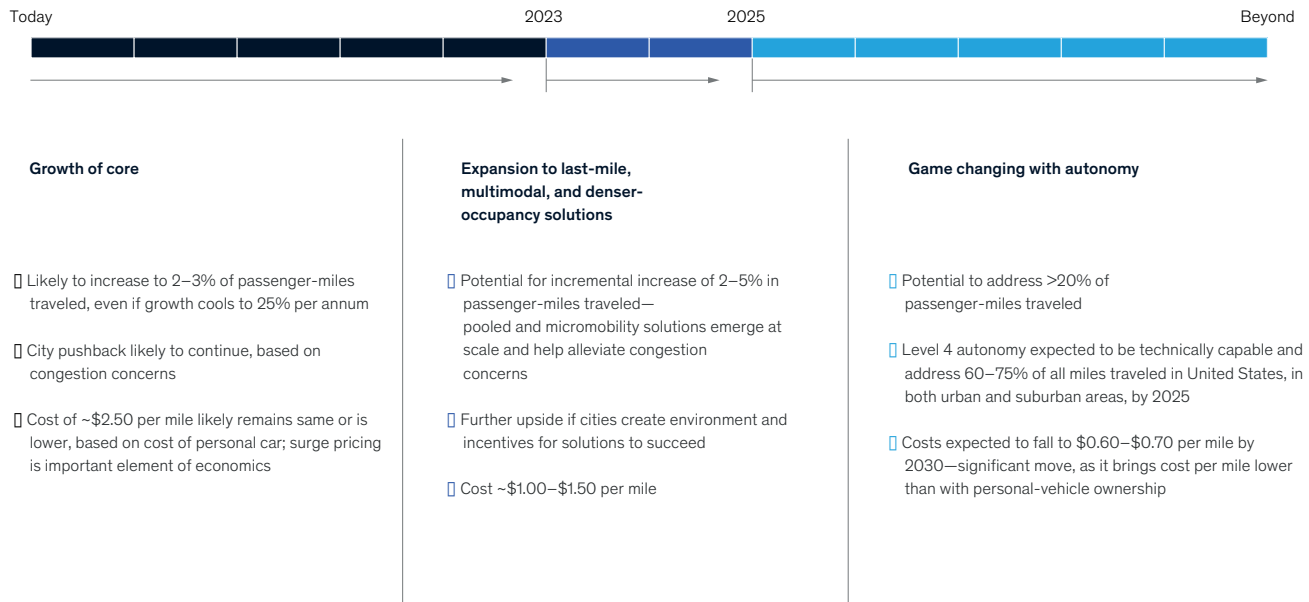 Today
2023
2025
Beyond
Growth of core
Likely to increase to 2–3% of passenger-miles
traveled, even if growth cools to 25% per annum
City pushback likely to continue, based on
congestion concerns
Cost of ~$2.50 per mile likely remains same or is
lower, based on cost of personal car; surge pricing
is important element of economics
Expansion to last-mile,
multimodal, and denser-
occupancy solutions
Potential for incremental increase of 2–5% in
passenger-miles traveled—
pooled and micromobility solutions emerge at
scale and help alleviate congestion
concerns
Further upside if cities create environment and
incentives for solutions to succeed
Cost ~$1.00–$1.50 per mile
Game changing with autonomy
Potential to address >20% of
passenger-miles traveled
Level 4 autonomy expected to be technically capable and
address 60–75% of all miles traveled in United States, in
both urban and suburban areas, by 2025
Costs expected to fall to $0.60–$0.70 per mile by
2030—significant move, as it brings cost per mile lower
than with personal-vehicle ownership